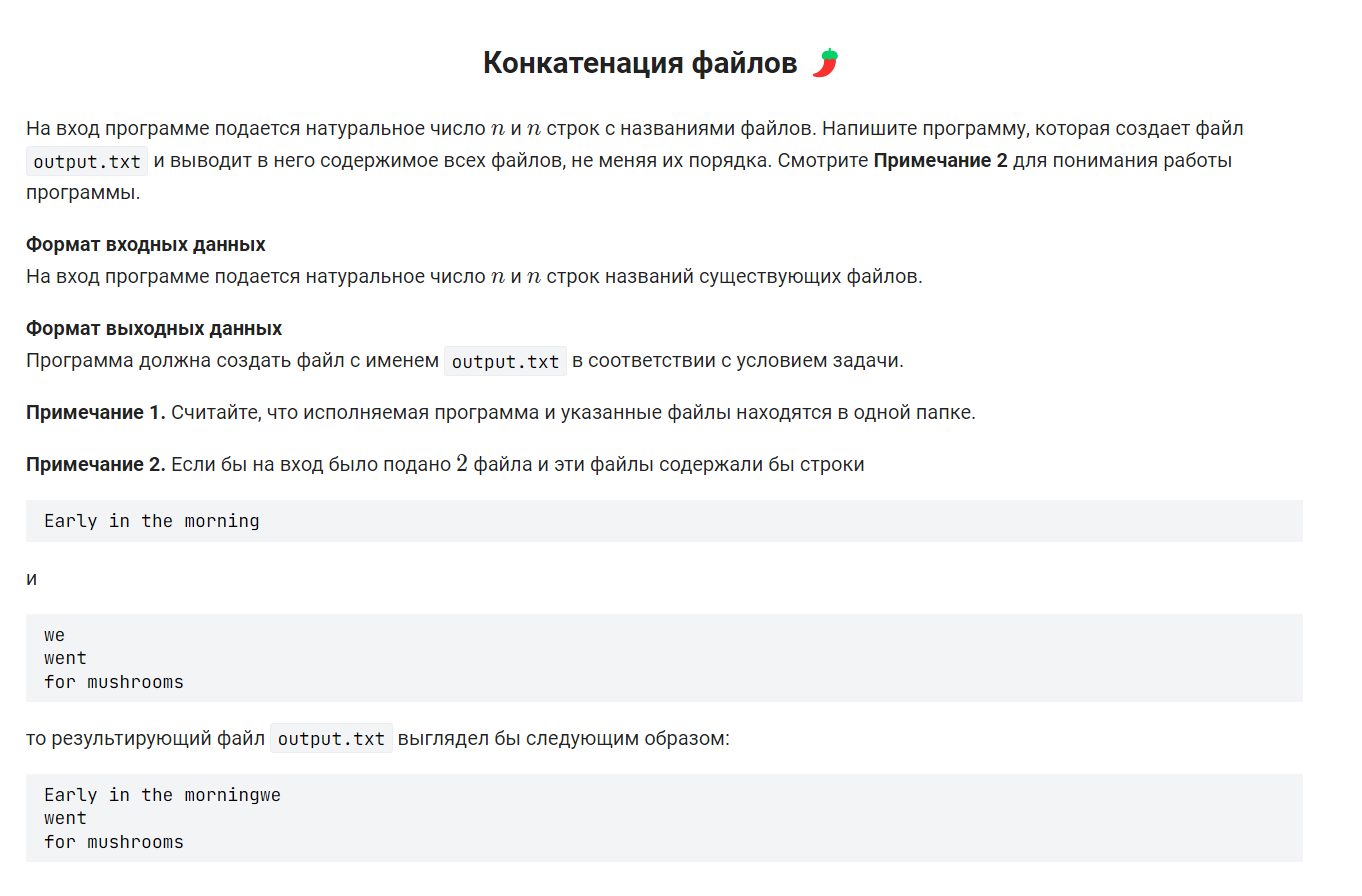 Конкатенация файлов 🌶️
На вход программе подается натуральное число n и n строк с названиями файлов. Напишите программу, которая создает файл
output.txt и выводит в него содержимое всех файлов, не меняя их порядка. Смотрите Примечание 2 для понимания работы
программы.
Формат входных данных
На вход программе подается натуральное число n и n строк названий существующих файлов.
Формат выходных данных
Программа должна создать файл с именем output.txt в соответствии с условием задачи.
Примечание 1. Считайте, что исполняемая программа и указанные файлы находятся в одной папке.
Примечание 2. Если бы на вход было подано 2 файла и эти файлы содержали бы строки
Early in the morning
и
we
went
for mushrooms
то результирующий файл output.txt выглядел бы следующим образом:
Early in the morningwe
went
for mushrooms